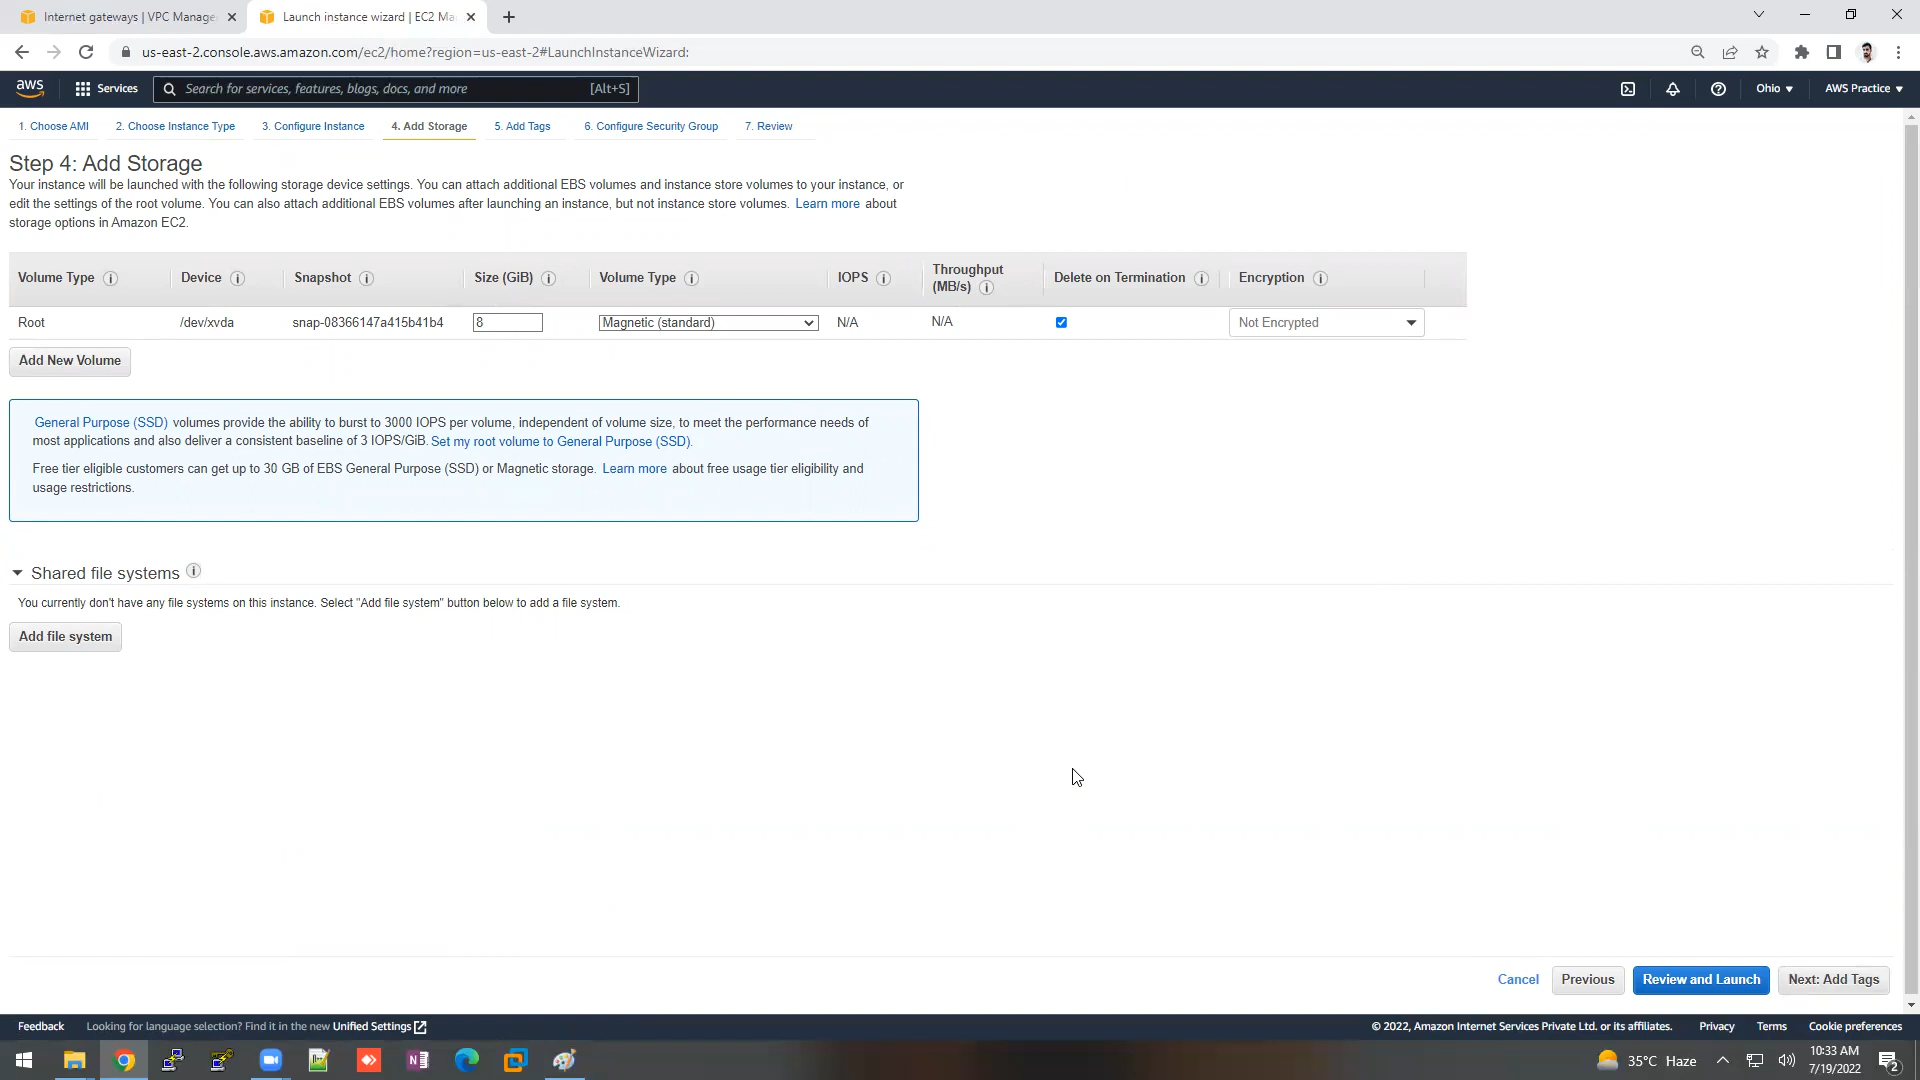 Internet gateways | VPC Manage
Launch instance wizard | EC2 Ma
us-east-2.console.aws.amazon.com/ec2/home?region=us-east-2#LaunchInstanceWizard:
aws
Services
Search for services, features, blogs, docs, and more
[Alt+S]
Ohio
AWS Practice
1. Choose AMI
2. Choose Instance Type
3. Configure Instance
4. Add Storage
5. Add Tags
6. Configure Security Group
7. Review
Step 4: Add Storage
Your instance will be launched with the following storage device settings. You can attach additional EBS volumes and instance store volumes to your instance, or
edit the settings of the root volume. You can also attach additional EBS volumes after launching an instance, but not instance store volumes. Learn more about
storage options in Amazon EC2.
Volume Type
Device
Snapshot
Size (GiB)
Volume Type
IOPS
Throughput
(MB/s)
Delete on Termination
Encryption
Root
/dev/xvda
snap-08366147a415b41b4
8
Magnetic (standard)
N/A
N/A
Not Encrypted
Add New Volume
General Purpose (SSD) volumes provide the ability to burst to 3000 IOPS per volume, independent of volume size, to meet the performance needs of
most applications and also deliver a consistent baseline of 3 IOPS/GiB. Set my root volume to General Purpose (SSD).
Free tier eligible customers can get up to 30 GB of EBS General Purpose (SSD) or Magnetic storage. Learn more about free usage tier eligibility and
usage restrictions.
Shared file systems
You currently don't have any file systems on this instance. Select "Add file system" button below to add a file system.
Add file system
Cancel
Previous
Review and Launch
Next: Add Tags
Feedback
Looking for language selection? Find it in the new Unified Settings
© 2022, Amazon Internet Services Private Ltd. or its affiliates.
Privacy
Terms
Cookie preferences
35°C Haze
10:33 AM
7/19/2022
2